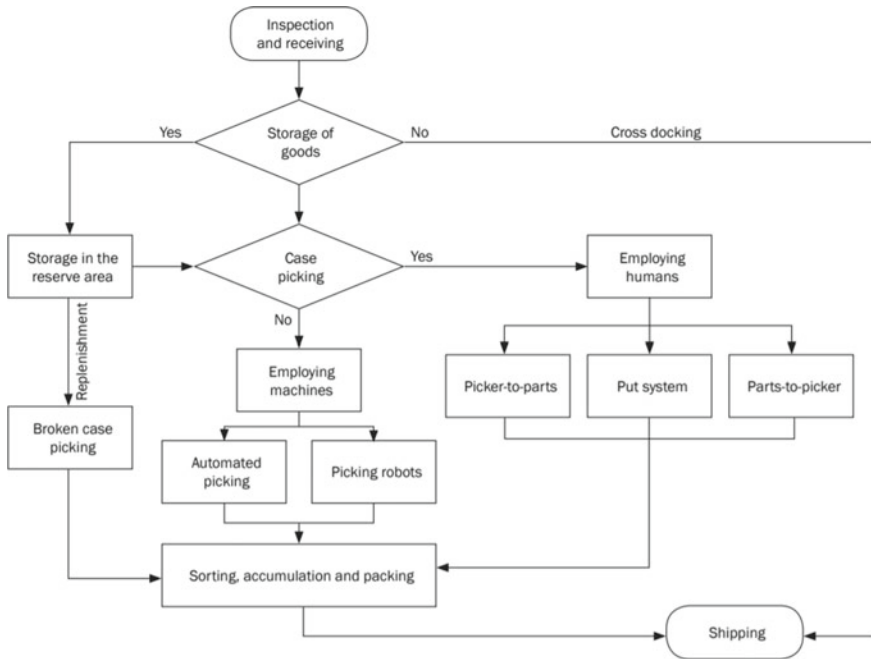 Inspection
and receiving
Yes
Storage of
goods
No
Cross docking
Storage in the
reserve area
Case
picking
Yes
Employing
humans
Replenishment
No
Employing
machines
Picker-to-parts
Put system
Parts-to-picker
Broken case
picking
Automated
picking
Picking robots
Sorting, accumulation and packing
Shipping